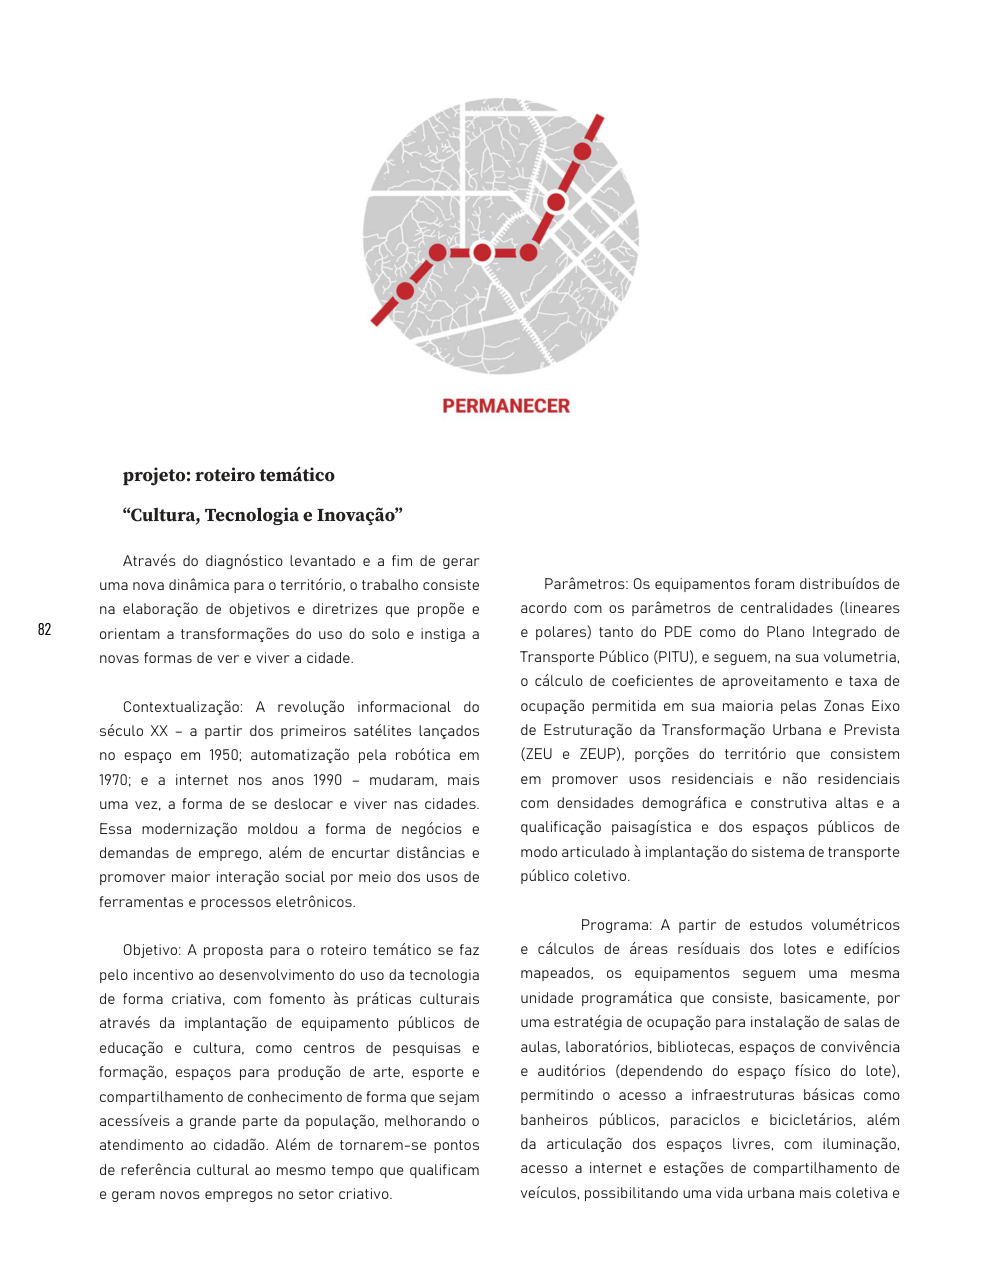 PERMANECER
projeto: roteiro temático
“Cultura, Tecnologia e Inovação”
Através do diagnóstico levantado e a fim de gerar
uma nova dinâmica para o território, o trabalho consiste
na elaboração de objetivos e diretrizes que propõe e
orientam a transformações do uso do solo e instiga a
novas formas de ver e viver a cidade.
Contextualização: A revolução informacional do
século XX – a partir dos primeiros satélites lançados
no espaço em 1950; automatização pela robótica em
1970; e a internet nos anos 1990 – mudaram, mais
uma vez, a forma de se deslocar e viver nas cidades.
Essa modernização moldou a forma de negócios e
demandas de emprego, além de encurtar distâncias e
promover maior interação social por meio dos usos de
ferramentas e processos eletrônicos.
Objetivo: A proposta para o roteiro temático se faz
pelo incentivo ao desenvolvimento do uso da tecnologia
de forma criativa, com fomento às práticas culturais
através da implantação de equipamento públicos de
educação e cultura, como centros de pesquisas e
formação, espaços para produção de arte, esporte e
compartilhamento de conhecimento de forma que sejam
acessíveis a grande parte da população, melhorando o
atendimento ao cidadão. Além de tornarem-se pontos
de referência cultural ao mesmo tempo que qualificam
e geram novos empregos no setor criativo.
Parâmetros: Os equipamentos foram distribuídos de
acordo com os parâmetros de centralidades (lineares
e polares) tanto do PDE como do Plano Integrado de
Transporte Público (PITU), e seguem, na sua volumetria,
o cálculo de coeficientes de aproveitamento e taxa de
ocupação permitida em sua maioria pelas Zonas Eixo
de Estruturação da Transformação Urbana e Prevista
(ZEU e ZEUP), porções do território que consistem
em promover usos residenciais e não residenciais
com densidades demográfica e construtiva altas e a
qualificação paisagística e dos espaços públicos de
modo articulado à implantação do sistema de transporte
público coletivo.
Programa: A partir de estudos volumétricos
e cálculos de áreas resíduais dos lotes e edifícios
mapeados, os equipamentos seguem uma mesma
unidade programática que consiste, basicamente, por
uma estratégia de ocupação para instalação de salas de
aulas, laboratórios, bibliotecas, espaços de convivência
e auditórios (dependendo do espaço físico do lote),
permitindo o acesso a infraestruturas básicas como
banheiros públicos, paraciclos e bicicletários, além
da articulação dos espaços livres, com iluminação,
acesso a internet e estações de compartilhamento de
veículos, possibilitando uma vida urbana mais coletiva e
82